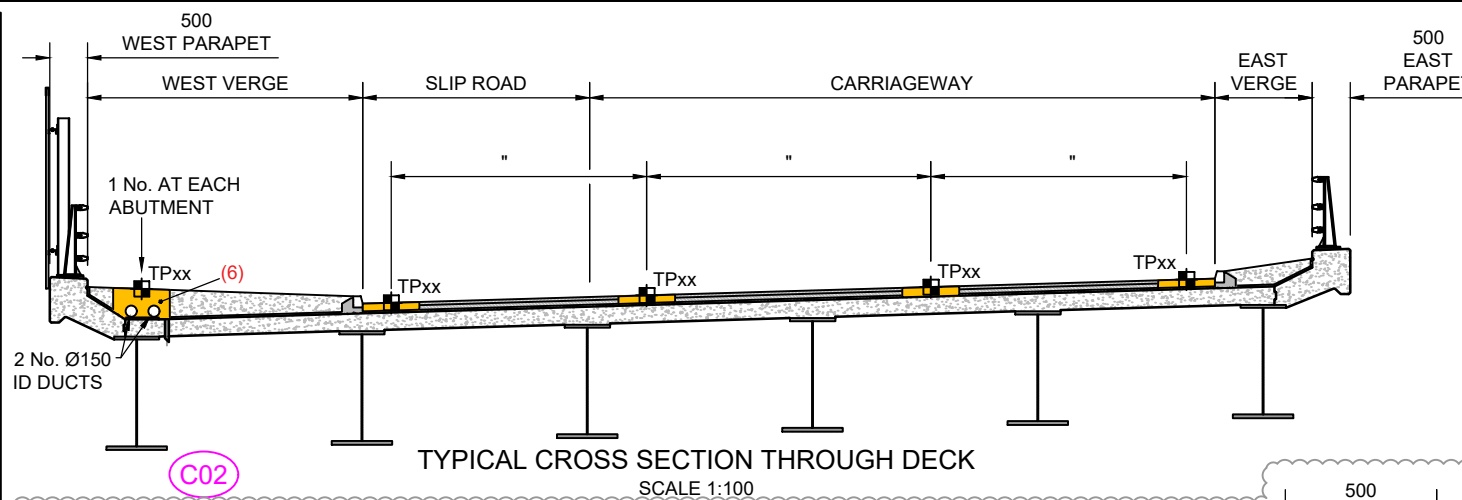 500
WEST PARAPET
500
EAST
PARAPET
WEST VERGE
SLIP ROAD
CARRIAGEWAY
EAST
VERGE
"
"
"
1 No. AT EACH
ABUTMENT
TPxx
(6)
TPxx
TPxx
TPxx
TPxx
2 No. Ø150
ID DUCTS
C02
TYPICAL CROSS SECTION THROUGH DECK
SCALE 1:100
500